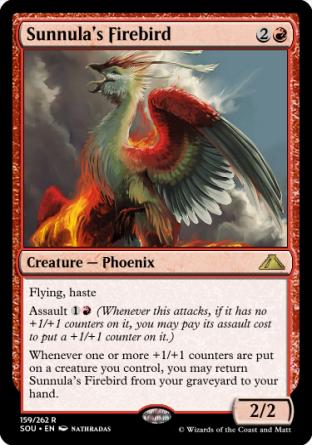 Sunnula's Firebird 2
Creature — Phoenix
Flying, haste
Assault 1 (Whenever this attacks, if it has no
+1/+1 counters on it, you may pay its assault cost
to put a +1/+1 counter on it.)
Whenever one or more +1/+1 counters are put
on a creature you control, you may return
Sunnula's Firebird from your graveyard to your
hand.
2/2
159/262 R
SOU • EN NATHRADAS
© Wizards of the Coast and Matt